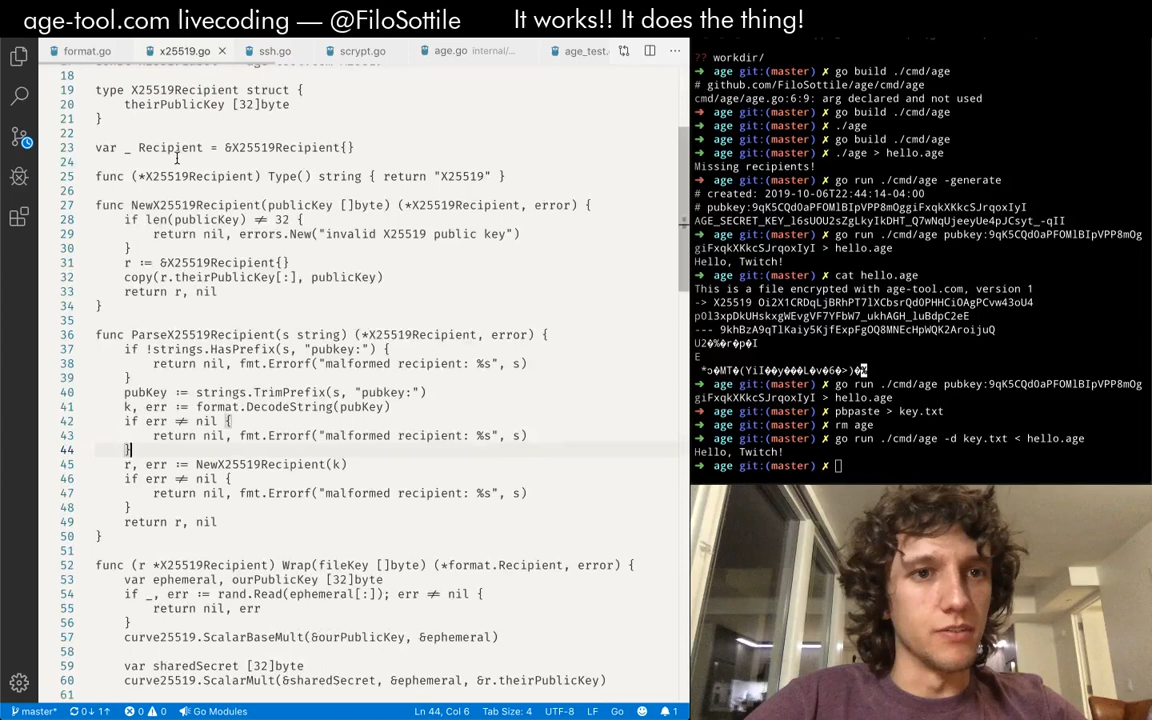 age-tool.com livecoding — @FiloSottile
It works!! It does the thing!
format.go
x25519.go
ssh.go
scrypt.go
age.go internal/...
age_test.
18
19 type X25519Recipient struct {
20 theirPublicKey [32]byte
21 }
22
23 var _ Recipient = &X25519Recipient{}
24
25 func (*X25519Recipient) Type() string { return "X25519" }
26
27 func NewX25519Recipient(publicKey []byte) (*X25519Recipient, error) {
28 if len(publicKey) ≠ 32 {
29 return nil, errors.New("invalid X25519 public key")
30 }
31 r := &X25519Recipient{}
32 copy(r.theirPublicKey[:], publicKey)
33 return r, nil
34 }
35
36 func ParseX25519Recipient(s string) (*X25519Recipient, error) {
37 if !strings.HasPrefix(s, "pubkey:") {
38 return nil, fmt.Errorf("malformed recipient: %s", s)
39 }
40 pubKey := strings.TrimPrefix(s, "pubkey:")
41 k, err := format.DecodeString(pubKey)
42 if err ≠ nil {
43 return nil, fmt.Errorf("malformed recipient: %s", s)
44 }
45 r, err := NewX25519Recipient(k)
46 if err ≠ nil {
47 return nil, fmt.Errorf("malformed recipient: %s", s)
48 }
49 return r, nil
50 }
51
52 func (r *X25519Recipient) Wrap(fileKey []byte) (*format.Recipient, error) {
53 var ephemeral, ourPublicKey [32]byte
54 if _, err := rand.Read(ephemeral[:]); err ≠ nil {
55 return nil, err
56 }
57 curve25519.ScalarBaseMult(&ourPublicKey, &ephemeral)
58
59 var sharedSecret [32]byte
60 curve25519.ScalarMult(&sharedSecret, &ephemeral, &r.theirPublicKey)
61
master* 0↓ 1↑ 0 0 Go Modules
Ln 44, Col 6 Tab Size: 4 UTF-8 LF Go 1
?? workdir/
➜ age git:(master) ✗ go build ./cmd/age
# github.com/FiloSottile/age/cmd/age
cmd/age/age.go:6:9: arg declared and not used
➜ age git:(master) ✗ go build ./cmd/age
➜ age git:(master) ✗ ./age
➜ age git:(master) ✗ go build ./cmd/age
➜ age git:(master) ✗ ./age > hello.age
Missing recipients!
➜ age git:(master) ✗ go run ./cmd/age -generate
# created: 2019-10-06T22:44:14-04:00
# pubkey:9qK5CQdOaPFOMlBIpVPP8mOggiFxqkXKkcSJrqoxIyI
AGE_SECRET_KEY_l6sUOU2sZgLkyIkDHT_Q7wNqUjeeyUe4pJCsyt_-qII
➜ age git:(master) ✗ go run ./cmd/age pubkey:9qK5CQdOaPFOMlBIpVPP8mOg
giFxqkXKkcSJrqoxIyI > hello.age
Hello, Twitch!
➜ age git:(master) ✗ cat hello.age
This is a file encrypted with age-tool.com, version 1
-> X25519 Oi2X1CRDqLjBRhPT7lXCbsrQd0PHHCiOAgPCvw43oU4
pOl3xpDkUHskxgWEvgVF7YFbW7_ukhAGH_luBdpC2eE
--- 9khBzA9qTlKaiy5KjfExpFgOQ8MNEcHpWQK2AroijuQ
➜ age git:(master) ✗ go run ./cmd/age pubkey:9qK5CQdOaPFOMlBIpVPP8mOg
giFxqkXKkcSJrqoxIyI > hello.age
➜ age git:(master) ✗ pbpaste > key.txt
➜ age git:(master) ✗ rm age
➜ age git:(master) ✗ go run ./cmd/age -d key.txt < hello.age
Hello, Twitch!
➜ age git:(master) ✗